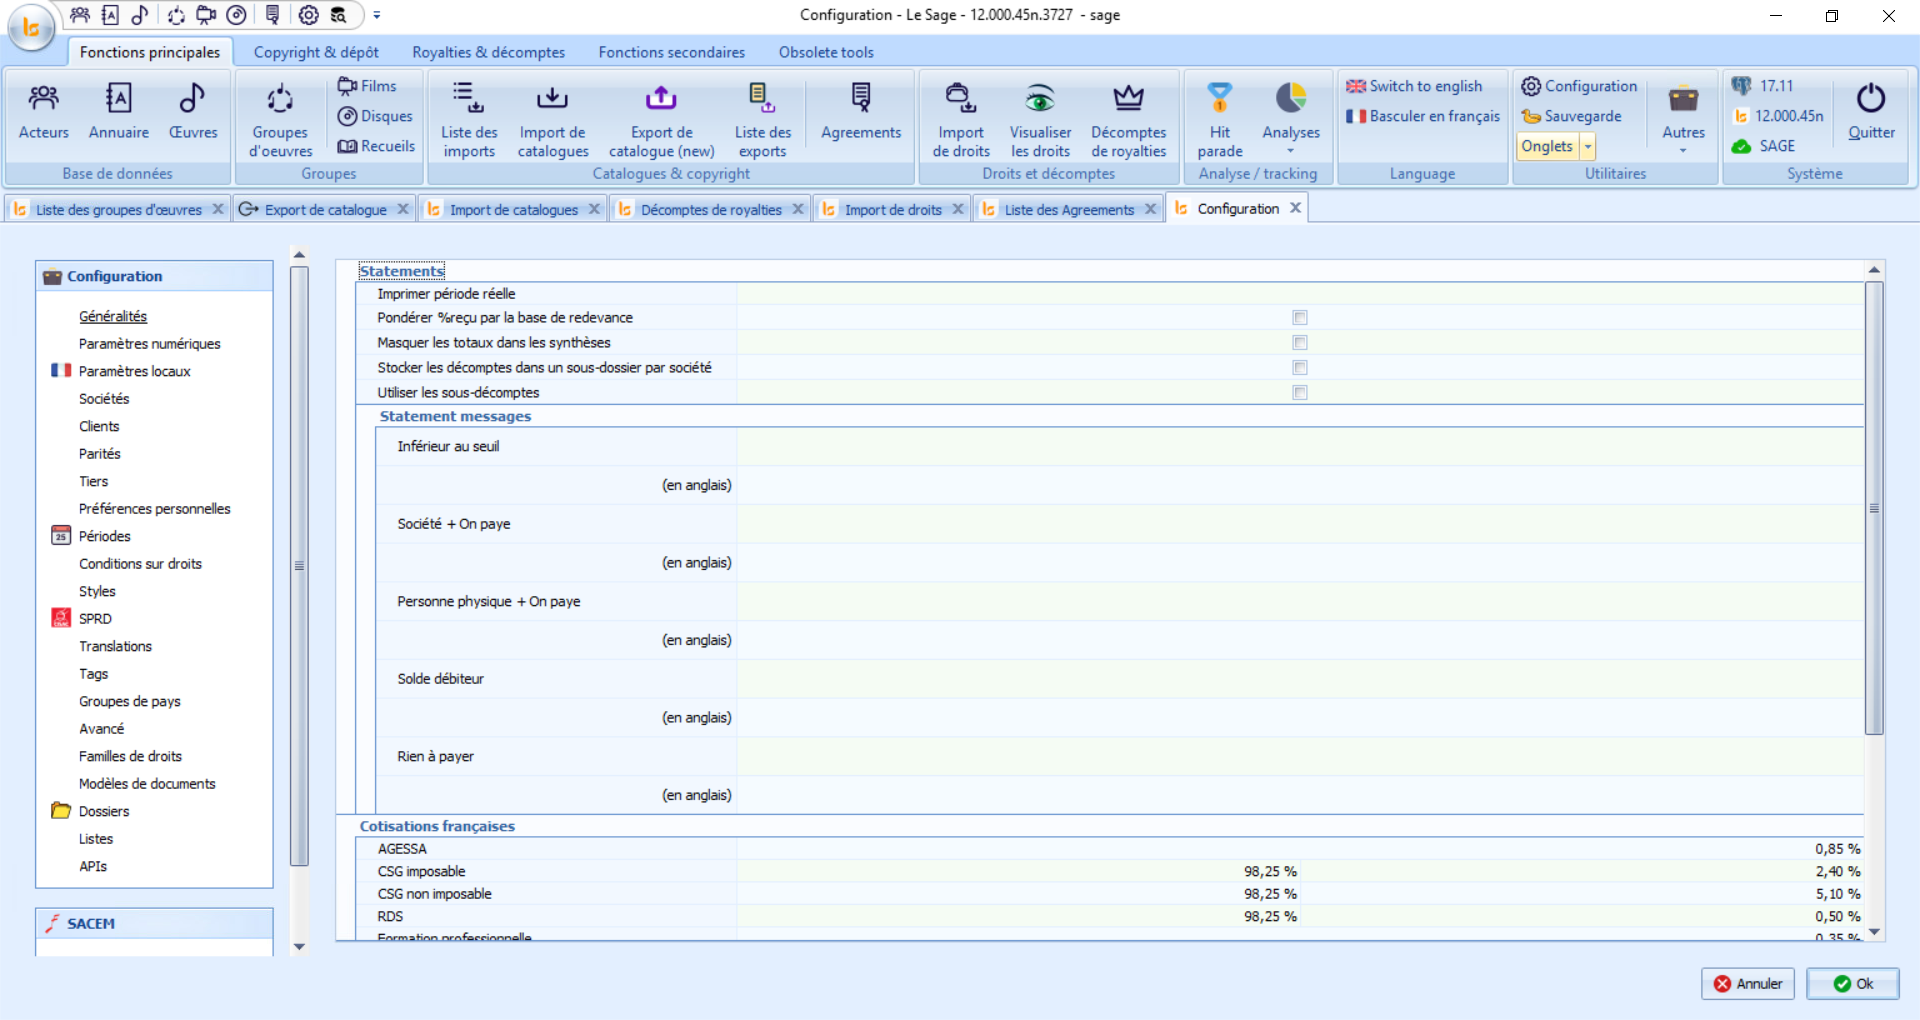 Configuration - Le Sage - 12.000.45n.3727 - sage
Fonctions principales
Copyright & dépôt
Royalties & décomptes
Fonctions secondaires
Obsolete tools
Acteurs
Annuaire
Œuvres
Base de données
Groupes
d'oeuvres
Films
Disques
Recueils
Groupes
Liste des
imports
Import de
catalogues
Export de
catalogue (new)
Liste des
exports
Agreements
Catalogues & copyright
Import
de droits
Visualiser
les droits
Décomptes
de royalties
Droits et décomptes
Hit
parade
Analyses
Analyse / tracking
Switch to english
Basculer en français
Language
Configuration
Sauvegarde
Onglets
Autres
Utilitaires
17.11
12.000.45n
SAGE
Quitter
Système
Liste des groupes d'œuvres
Export de catalogue
Import de catalogues
Décomptes de royalties
Import de droits
Liste des Agreements
Configuration
Configuration
Généralités
Paramètres numériques
Paramètres locaux
Sociétés
Clients
Parités
Tiers
Préférences personnelles
25 Périodes
Conditions sur droits
Styles
SPRD
Translations
Tags
Groupes de pays
Avancé
Familles de droits
Modèles de documents
Dossiers
Listes
APIs
SACEM
Statements
Imprimer période réelle
Pondérer %reçu par la base de redevance
Masquer les totaux dans les synthèses
Stocker les décomptes dans un sous-dossier par société
Utiliser les sous-décomptes
Statement messages
Inférieur au seuil
(en anglais)
Société + On paye
(en anglais)
Personne physique + On paye
(en anglais)
Solde débiteur
(en anglais)
Rien à payer
(en anglais)
Cotisations françaises
AGESSA 0,85 %
CSG imposable 98,25 % 2,40 %
CSG non imposable 98,25 % 5,10 %
RDS 98,25 % 0,50 %
Formation professionnelle 0,35 %
Annuler
Ok